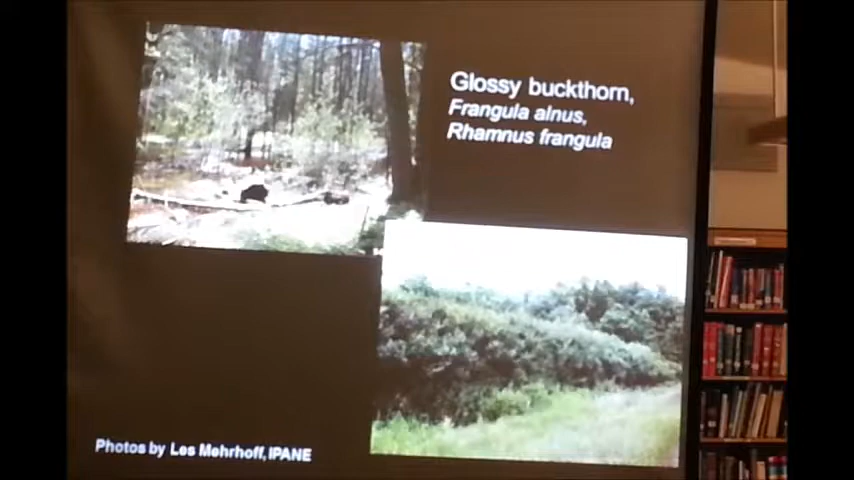 Glossy buckthorn,
Frangula alnus,
Rhamnus frangula
Photos by Les Mehrhoff, IPANE